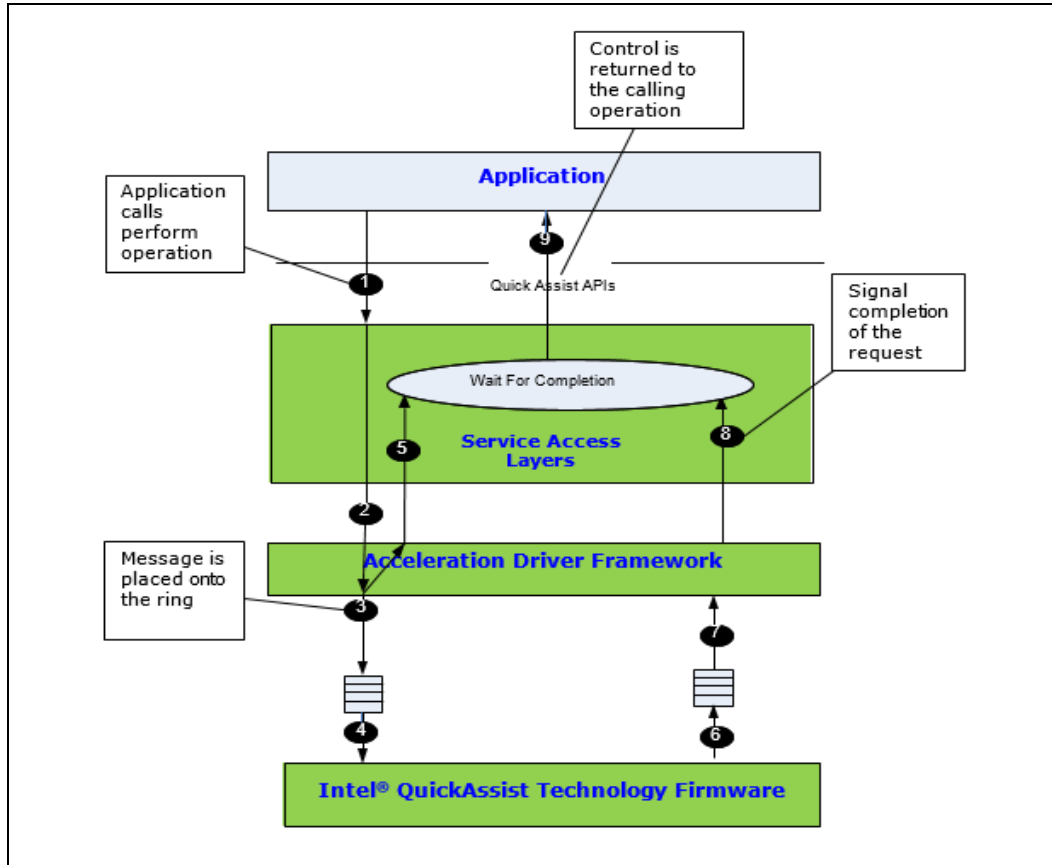 Control is
returned to
the calling
operation
Application
Application
calls
perform
operation
9
1
Quick Assist APIs
Signal
completion
of the
request
Wait For Completion
5
8
Service Access
Layers
2
Acceleration Driver Framework
Message is
placed onto
the ring
3
7
4
6
Intel® QuickAssist Technology Firmware